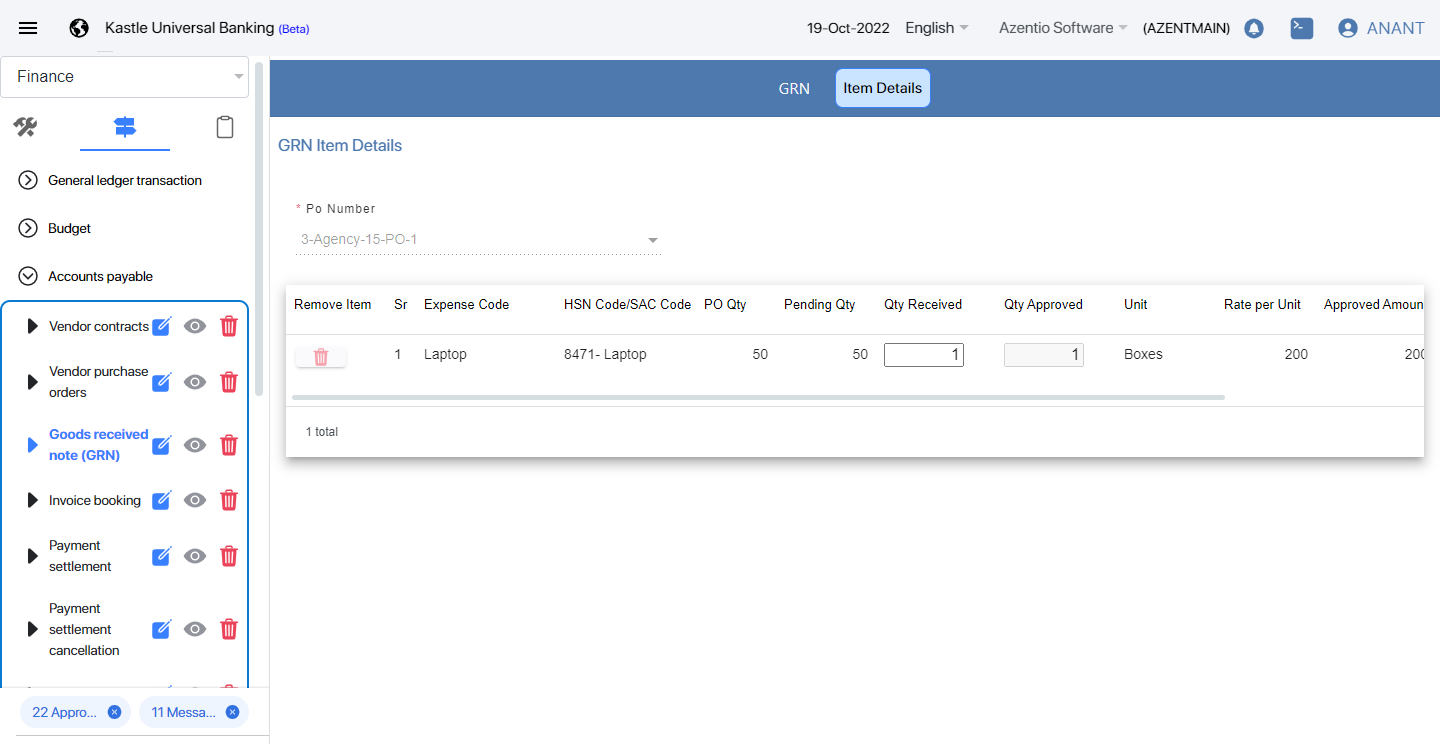 Kastle Universal Banking (Beta)
19-Oct-2022
English
Azentio Software
(AZENTMAIN)
ANANT
Finance
General ledger transaction
Budget
Accounts payable
Vendor contracts
Vendor purchase
orders
Goods received
note (GRN)
Invoice booking
Payment
settlement
Payment
settlement
cancellation
22 Appro...
11 Messa...
GRN
Item Details
GRN Item Details
* Po Number
3-Agency-15-PO-1
Remove Item Sr Expense Code HSN Code/SAC Code PO Qty Pending Qty Qty Received Qty Approved Unit Rate per Unit Approved Amoun
1 Laptop 8471- Laptop 50 50 1 1 Boxes 200 200
1 total